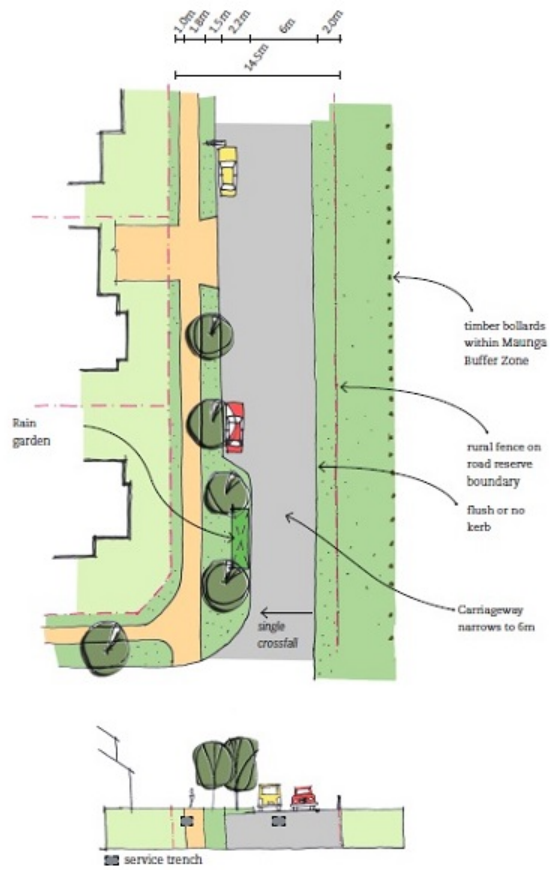 1.0m
1.8m
1.5m
2.2m
6m
2.0m
14.5m
timber bollards
within Maunga
Buffer Zone
Rain
garden
rural fence on
road reserve
boundary
flush or no
kerb
Carriageway
narrows to 6m
single
crossfall
service trench